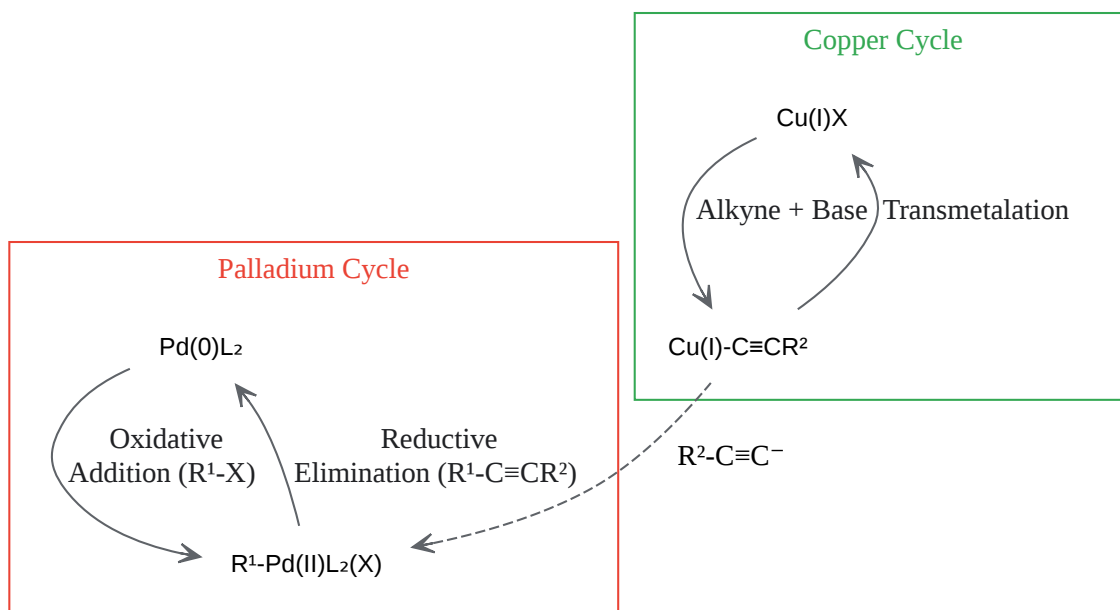 Copper Cycle
Cu(I)X
Alkyne + Base
Transmetalation
Cu(I)-C≡CR²
Palladium Cycle
Pd(0)L₂
Oxidative
Addition (R¹-X)
Reductive
Elimination (R¹-C≡CR²)
R²-C≡C⁻
R¹-Pd(II)L₂(X)